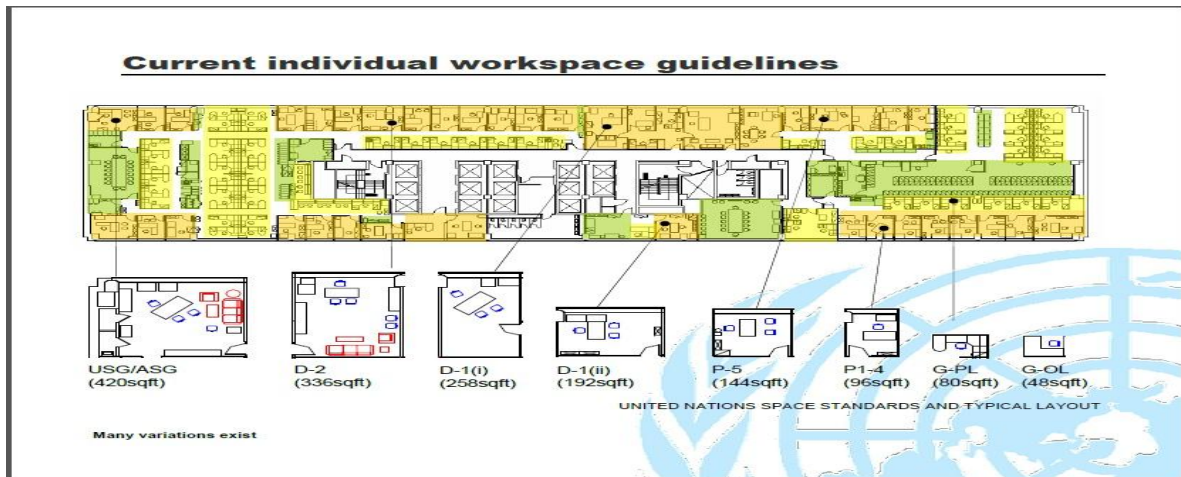 Current individual workspace guidelines
USG/ASG
(420sqft)
D-2
(336sqft)
D-1(i)
(258sqft)
D-1(ii)
(192sqft)
P-5
(144sqft)
P1-4
(96sqft)
G-PL
(80sqft)
G-OL
(48sqft)
UNITED NATIONS SPACE STANDARDS AND TYPICAL LAYOUT
Many variations exist